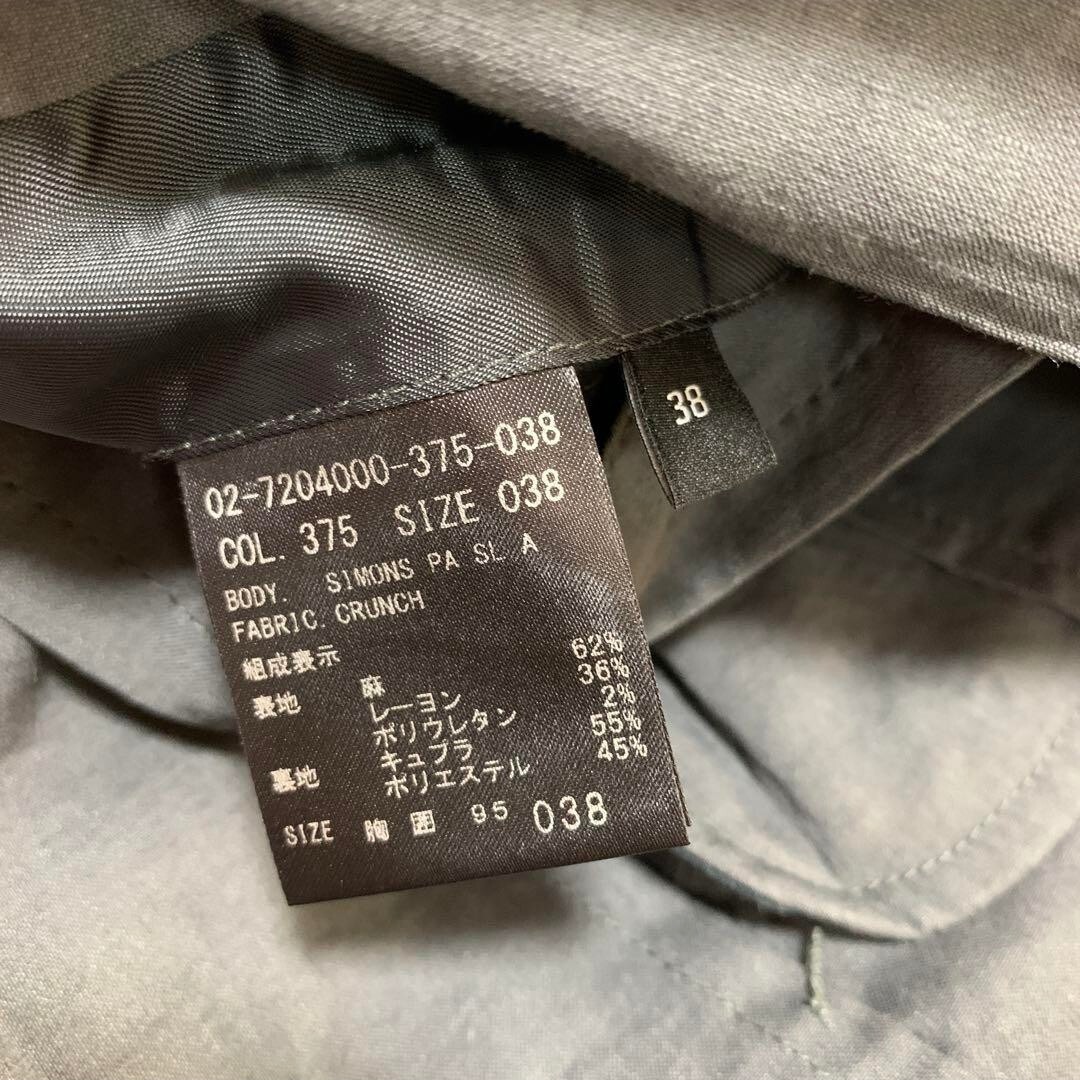 02-7204000-375-038
COL. 375 SIZE 038
BODY. SIMONS PA SL A
FABRIC. CRUNCH
組成表示
表地 麻 62%
レーヨン 36%
ポリウレタン 2%
裏地 キュプラ 55%
ポリエステル 45%
SIZE 胸囲 95 038
38